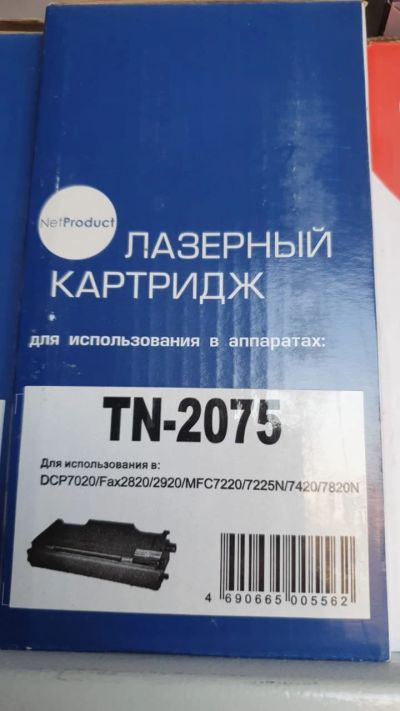 NetProduct
ЛАЗЕРНЫЙ
КАРТРИДЖ
для использования в аппаратах:
TN-2075
Для использования в:
DCP7020/Fax2820/2920/MFC7220/7225N/7420/7820N
4 690665 005562